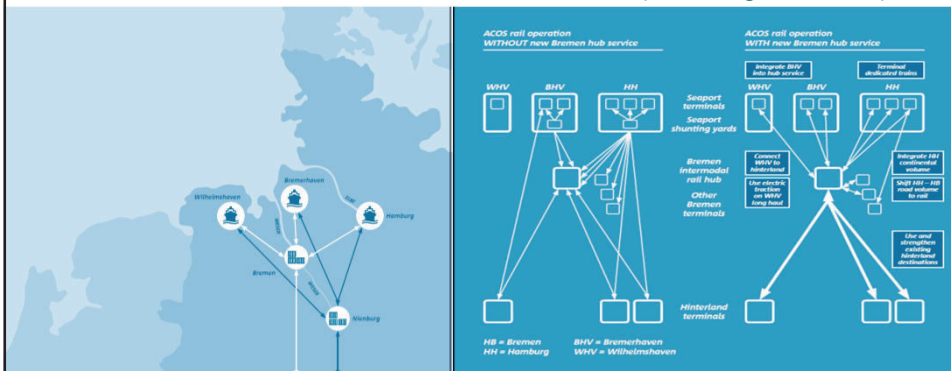 Wilhelmshaven
Bremerhaven
ELBE
Hamburg
WESER
Bremen
WESER
Nienburg
ACOS rail operation
WITHOUT new Bremen hub service
WHV
BHV
HH
Seaport
terminals
Seaport
shunting yards
Bremen
intermodal
rail hub
Other
Bremen
terminals
Hinterland
terminals
HB = Bremen
HH = Hamburg
BHV = Bremerhaven
WHV = Wilhelmshaven
ACOS rail operation
WITH new Bremen hub service
Integrate BHV
into hub service
Terminal
dedicated trains
WHV
BHV
HH
Connect
WHV to
hinterland
Use electric
traction
on WHV
long haul
Integrate HH
continental
volume
Shift HH – HB
road volume
to rail
Use and
strengthen
existing
hinterland
destinations